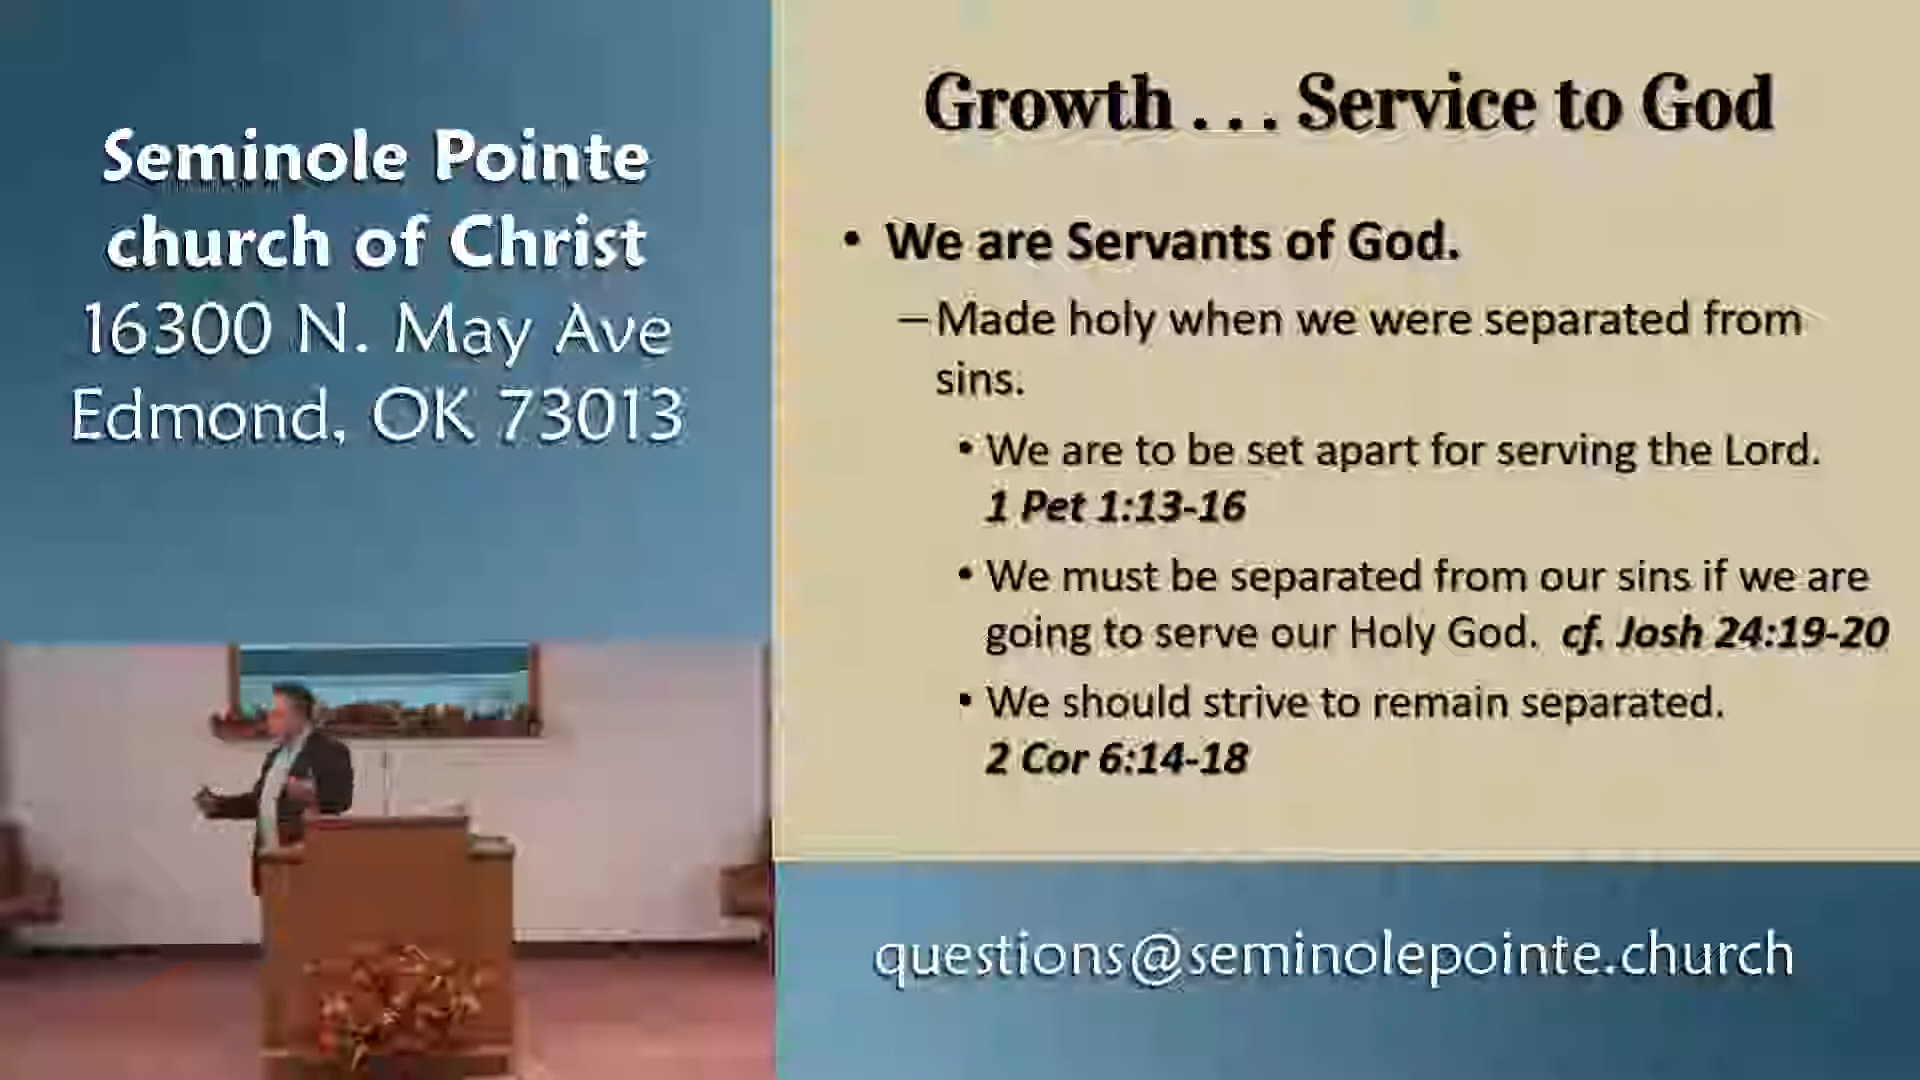 Seminole Pointe
church of Christ
16300 N. May Ave
Edmond, OK 73013
Growth . . . Service to God
• We are Servants of God.
– Made holy when we were separated from
sins.
• We are to be set apart for serving the Lord.
1 Pet 1:13-16
• We must be separated from our sins if we are
going to serve our Holy God. cf. Josh 24:19-20
• We should strive to remain separated.
2 Cor 6:14-18
questions@seminolepointe.church